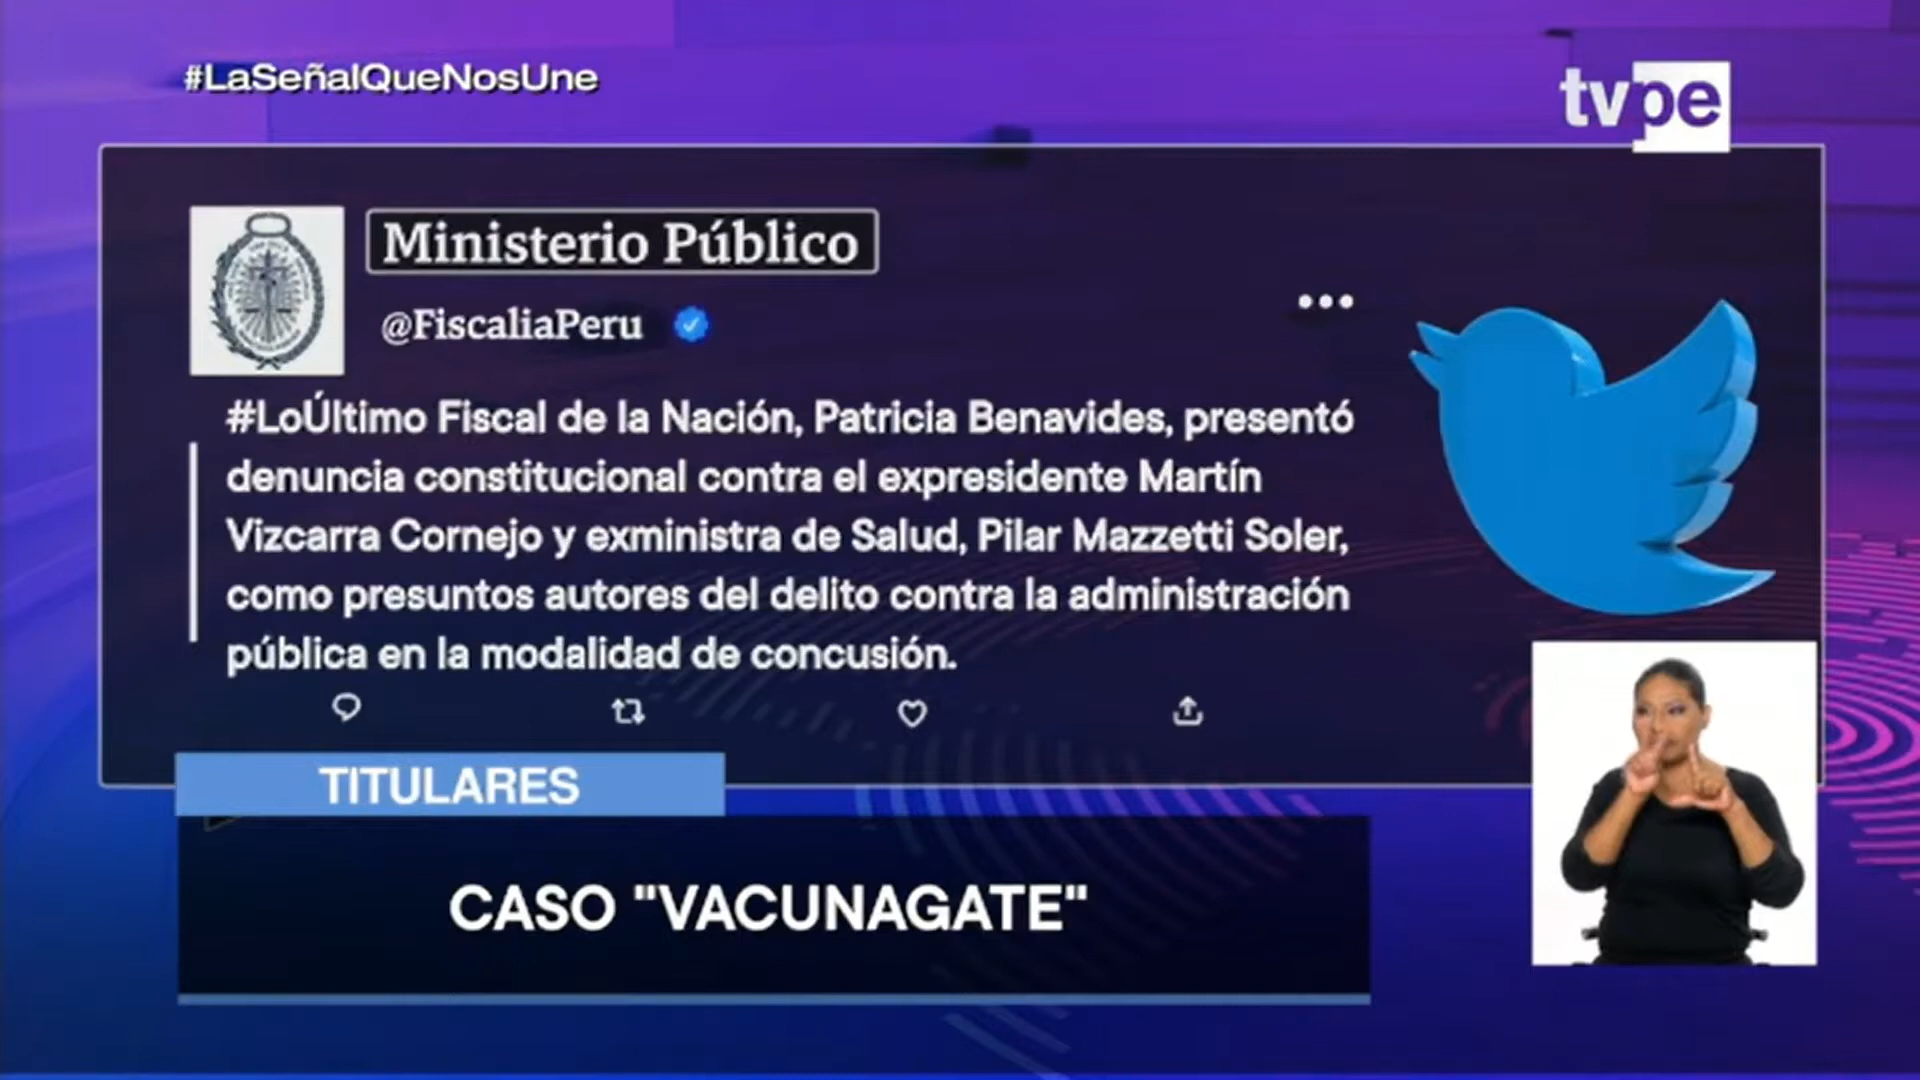 #LaSeñalQueNosUne
tvpe
Ministerio Público
@FiscaliaPeru
#LoÚltimo Fiscal de la Nación, Patricia Benavides, presentó
denuncia constitucional contra el expresidente Martín
Vizcarra Cornejo y exministra de Salud, Pilar Mazzetti Soler,
como presuntos autores del delito contra la administración
pública en la modalidad de concusión.
TITULARES
CASO "VACUNAGATE"